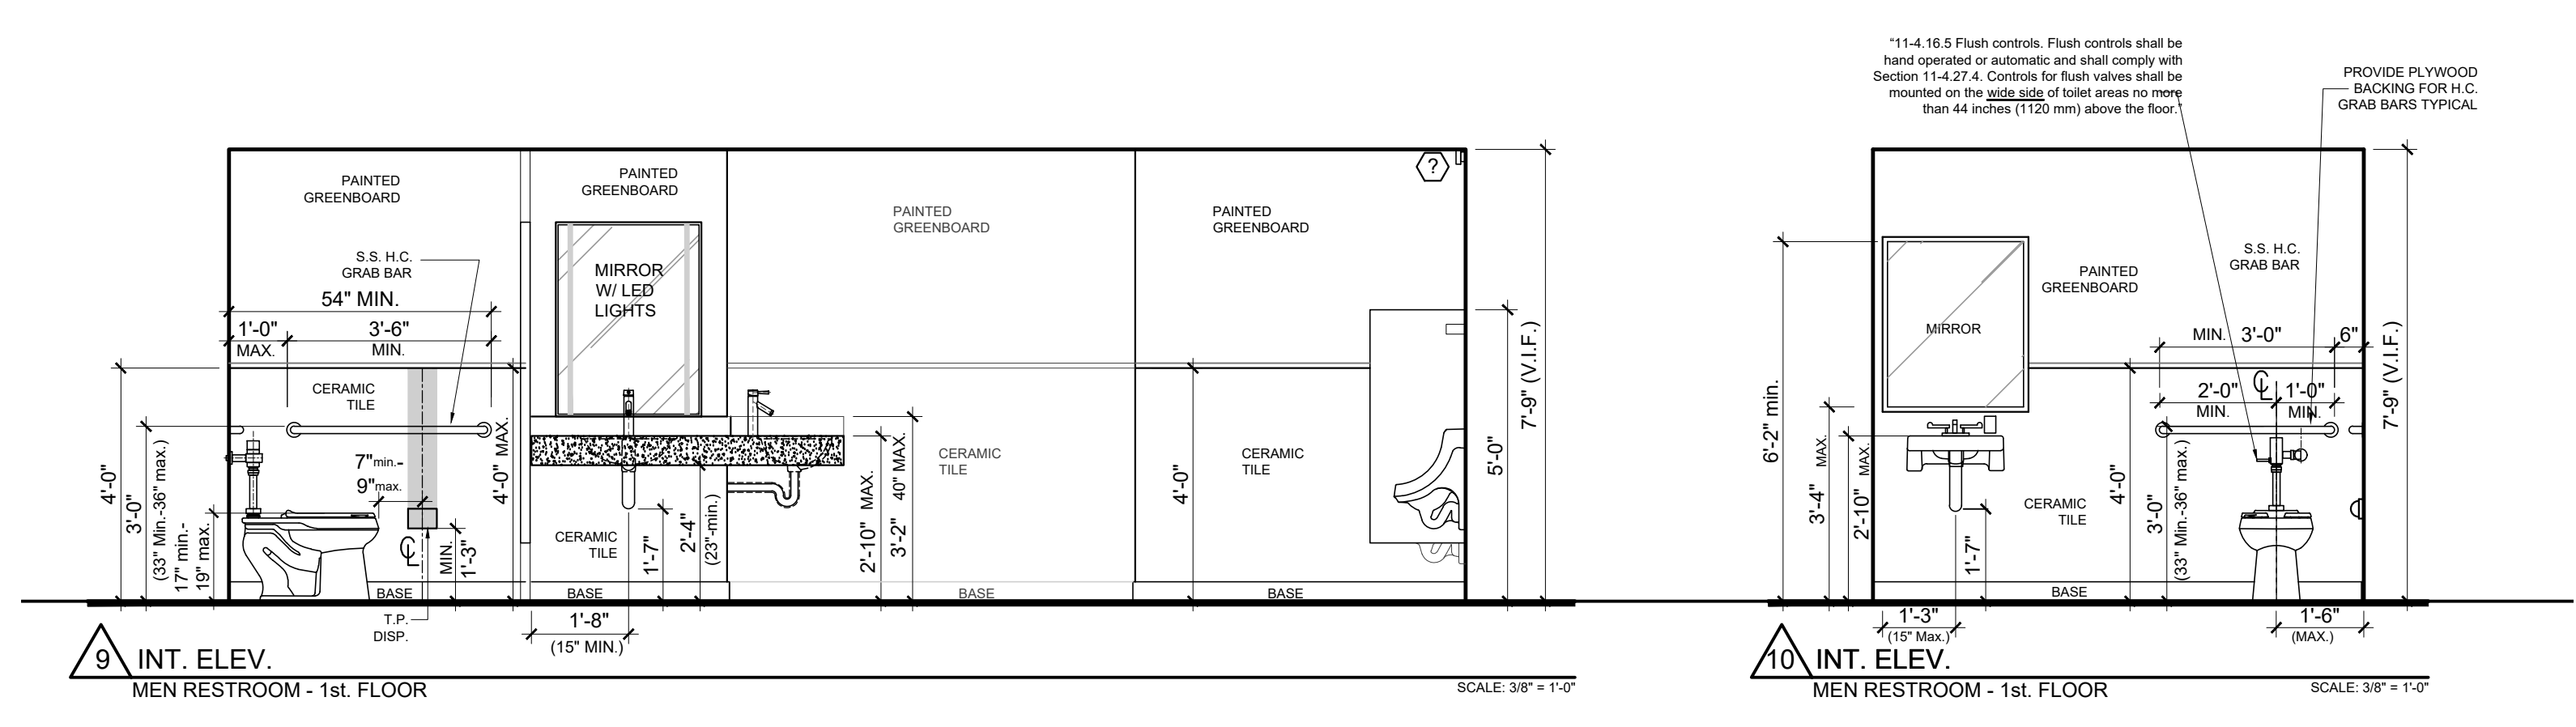 "11-4.16.5 Flush controls. Flush controls shall be
hand operated or automatic and shall comply with
Section 11-4.27.4. Controls for flush valves shall be
mounted on the wide side of toilet areas no more
than 44 inches (1120 mm) above the floor."
PROVIDE PLYWOOD
BACKING FOR H.C.
GRAB BARS TYPICAL
PAINTED
GREENBOARD
PAINTED
GREENBOARD
PAINTED
GREENBOARD
PAINTED
GREENBOARD
?
S.S. H.C.
GRAB BAR
54" MIN.
1'-0"
MAX.
3'-6"
MIN.
CERAMIC
TILE
MIRROR
W/ LED
LIGHTS
7"min.-
9"max.
4'-0"
3'-0"
(33" Min.-36" max.)
17" min.-
19" max.
CL
MIN.
1'-3"
4'-0" MAX.
BASE
T.P.
DISP.
CERAMIC
TILE
BASE
1'-7"
2'-4"
(23"-min.)
1'-8"
(15" MIN.)
2'-10" MAX.
3'-2" 40" MAX.
CERAMIC
TILE
BASE
4'-0"
CERAMIC
TILE
BASE
5'-0"
7'-9" (V.I.F.)
9
INT. ELEV.
MEN RESTROOM - 1st. FLOOR
SCALE: 3/8" = 1'-0"
6'-2" min.
3'-4" MAX.
2'-10" MAX.
MIRROR
PAINTED
GREENBOARD
S.S. H.C.
GRAB BAR
MIN. 3'-0"
6"
2'-0"
MIN.
CL
1'-0"
MIN.
7'-9" (V.I.F.)
CERAMIC
TILE
4'-0"
3'-0"
(33" Min.-36" max.)
1'-7"
BASE
1'-3"
(15" Max.)
1'-6"
(MAX.)
10
INT. ELEV.
MEN RESTROOM - 1st. FLOOR
SCALE: 3/8" = 1'-0"